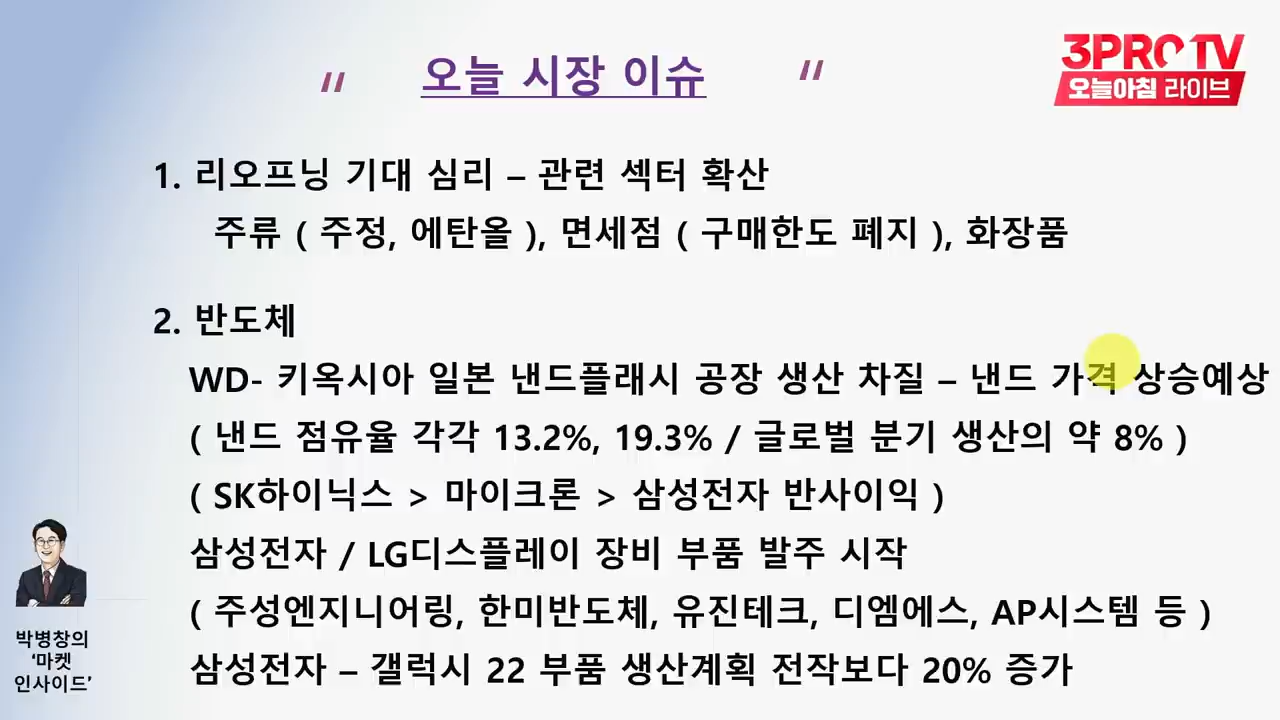 " 오늘 시장 이슈 "
3PRO TV
오늘아침 라이브
1. 리오프닝 기대 심리 – 관련 섹터 확산
주류 ( 주정, 에탄올 ), 면세점 ( 구매한도 폐지 ), 화장품
2. 반도체
WD- 키옥시아 일본 낸드플래시 공장 생산 차질 – 낸드 가격 상승예상
( 낸드 점유율 각각 13.2%, 19.3% / 글로벌 분기 생산의 약 8% )
( SK하이닉스 > 마이크론 > 삼성전자 반사이익 )
삼성전자 / LG디스플레이 장비 부품 발주 시작
( 주성엔지니어링, 한미반도체, 유진테크, 디엠에스, AP시스템 등 )
삼성전자 – 갤럭시 22 부품 생산계획 전작보다 20% 증가
박병창의
‘마켓
인사이드’